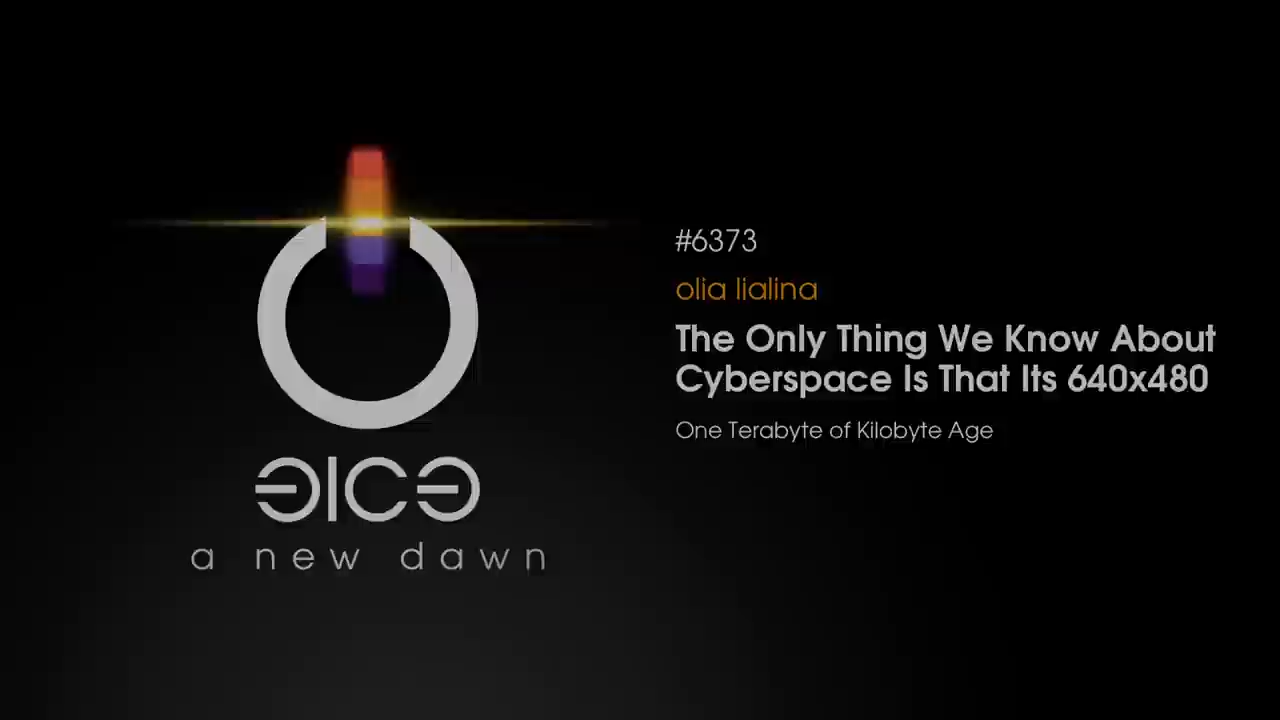 #6373
olia lialina
The Only Thing We Know About
Cyberspace Is That Its 640x480
One Terabyte of Kilobyte Age
31C3
a new dawn